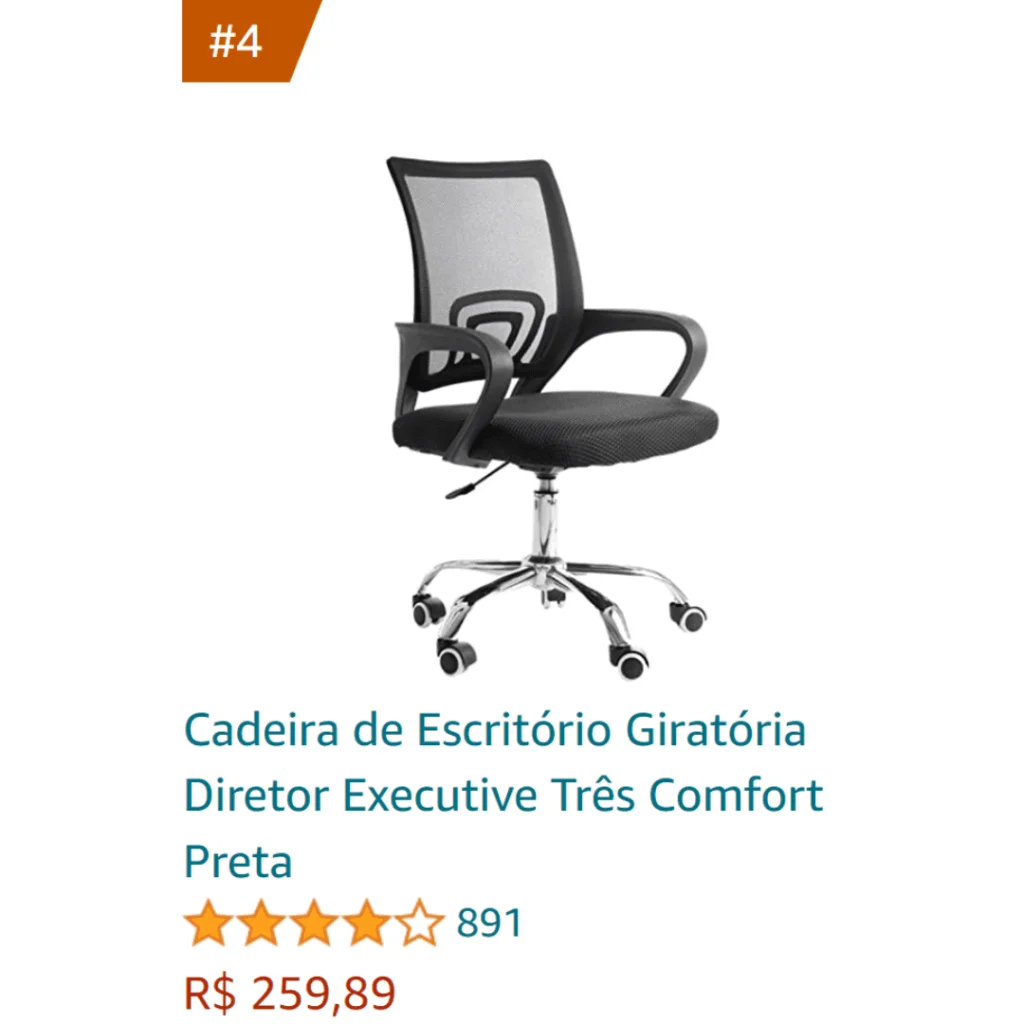 #4
Cadeira de Escritório Giratória
Diretor Executive Três Comfort
Preta
891
R$ 259,89